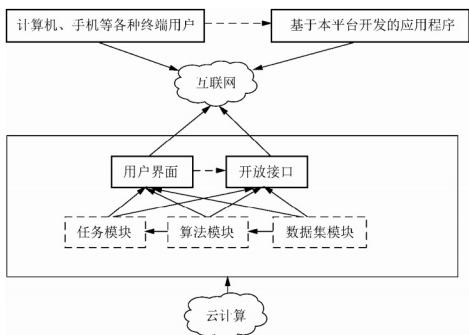 计算机、手机等各种终端用户
基于本平台开发的应用程序
互联网
用户界面
开放接口
任务模块
算法模块
数据集模块
云计算